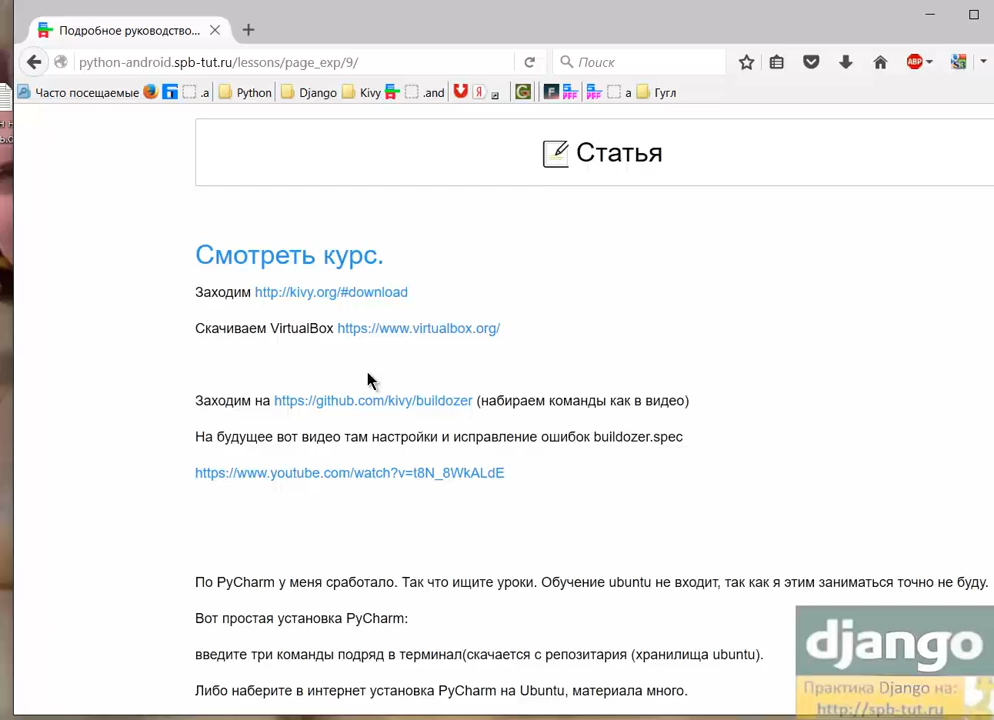 Подробное руководство...
python-android.spb-tut.ru/lessons/page_exp/9/
Поиск
ABP
Часто посещаемые .a Python Django Kivy .and Я a Гугл
Статья
Смотреть курс.
Заходим http://kivy.org/#download
Скачиваем VirtualBox https://www.virtualbox.org/
Заходим на https://github.com/kivy/buildozer (набираем команды как в видео)
На будущее вот видео там настройки и исправление ошибок buildozer.spec
https://www.youtube.com/watch?v=t8N_8WkALdE
По PyCharm у меня сработало. Так что ищите уроки. Обучение ubuntu не входит, так как я этим заниматься точно не буду.
Вот простая установка PyCharm:
введите три команды подряд в терминал(скачается с репозитария (хранилища ubuntu).
Либо наберите в интернет установка PyCharm на Ubuntu, материала много.
django
Практика Django на:
http://spb-tut.ru